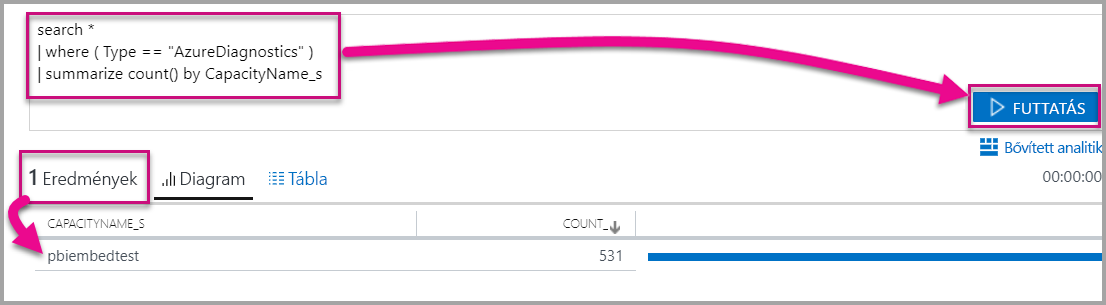 search *
| where ( Type == "AzureDiagnostics" )
| summarize count() by CapacityName_s
FUTTATÁS
Bővített analitik
1 Eredmények
Diagram
Tábla
00:00:00
CAPACITYNAME_S
COUNT_
pbiembedtest
531